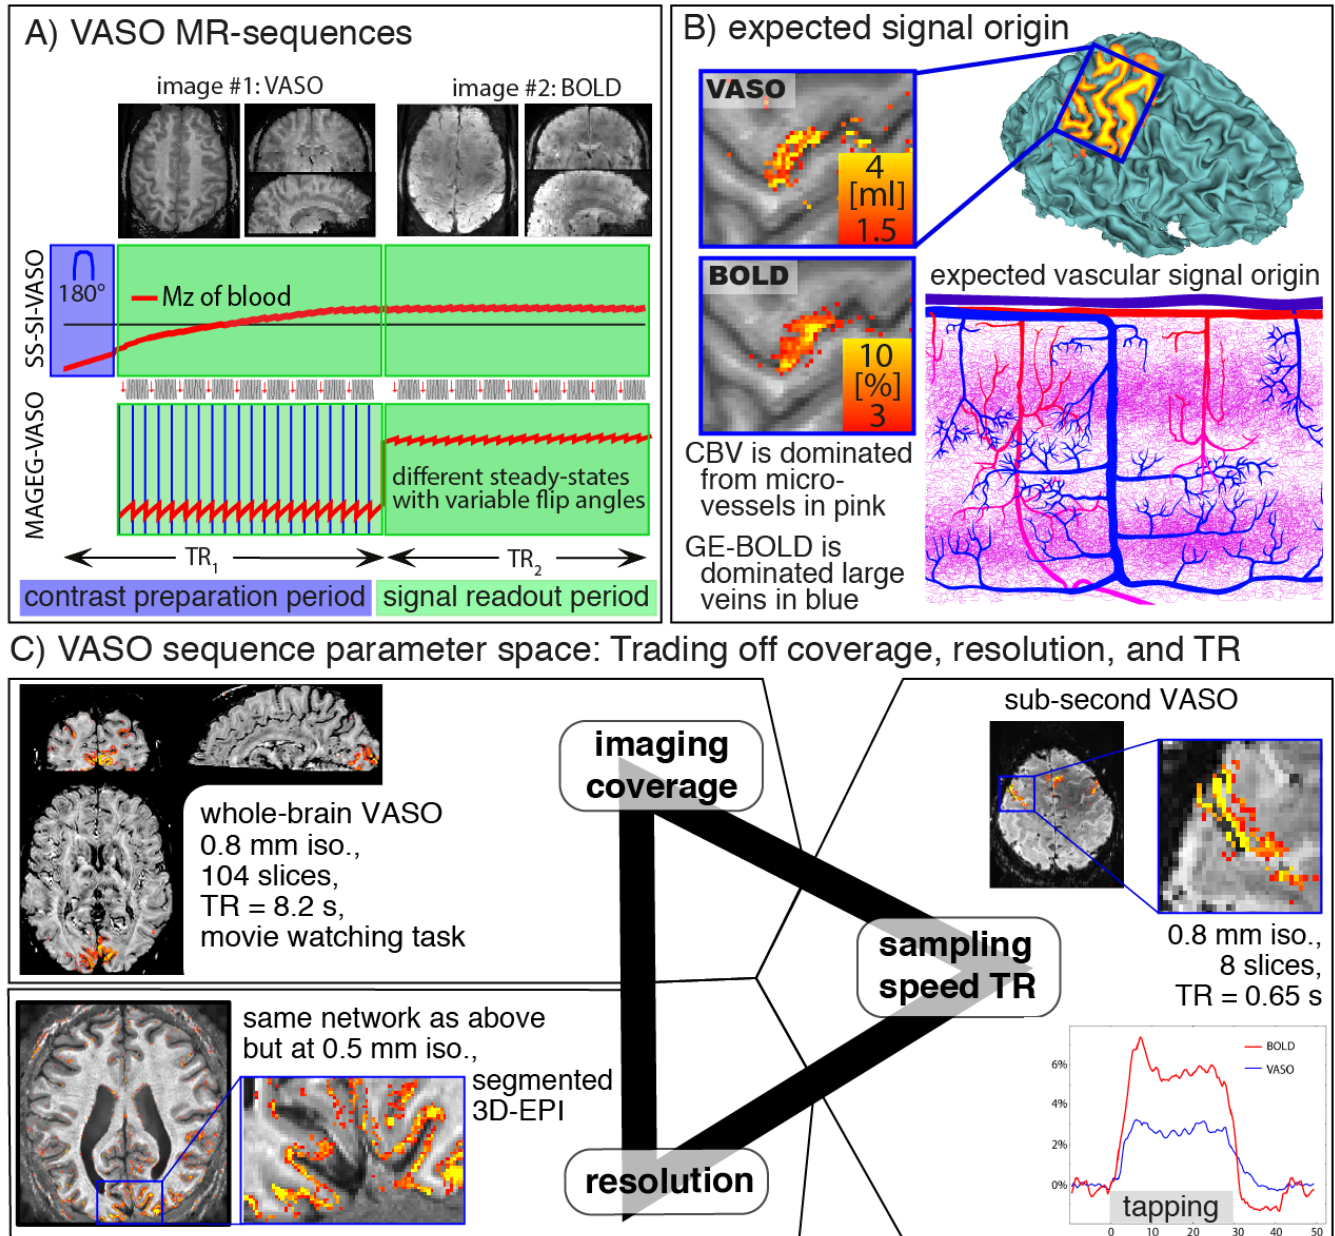 A) VASO MR-sequences
image #1: VASO
image #2: BOLD
SS-SI-VASO
180°
Mz of blood
MAGEG-VASO
different steady-states
with variable flip angles
TR1
TR2
contrast preparation period
signal readout period
B) expected signal origin
VASO
4
[ml]
1.5
BOLD
10
[%]
3
CBV is dominated
from micro-
vessels in pink
GE-BOLD is
dominated large
veins in blue
expected vascular signal origin
C) VASO sequence parameter space: Trading off coverage, resolution, and TR
whole-brain VASO
0.8 mm iso.,
104 slices,
TR = 8.2 s,
movie watching task
imaging
coverage
sampling
speed TR
resolution
same network as above
but at 0.5 mm iso.,
segmented
3D-EPI
sub-second VASO
0.8 mm iso.,
8 slices,
TR = 0.65 s
BOLD
VASO
6%
4%
2%
0%
tapping
0 10 20 30 40 50